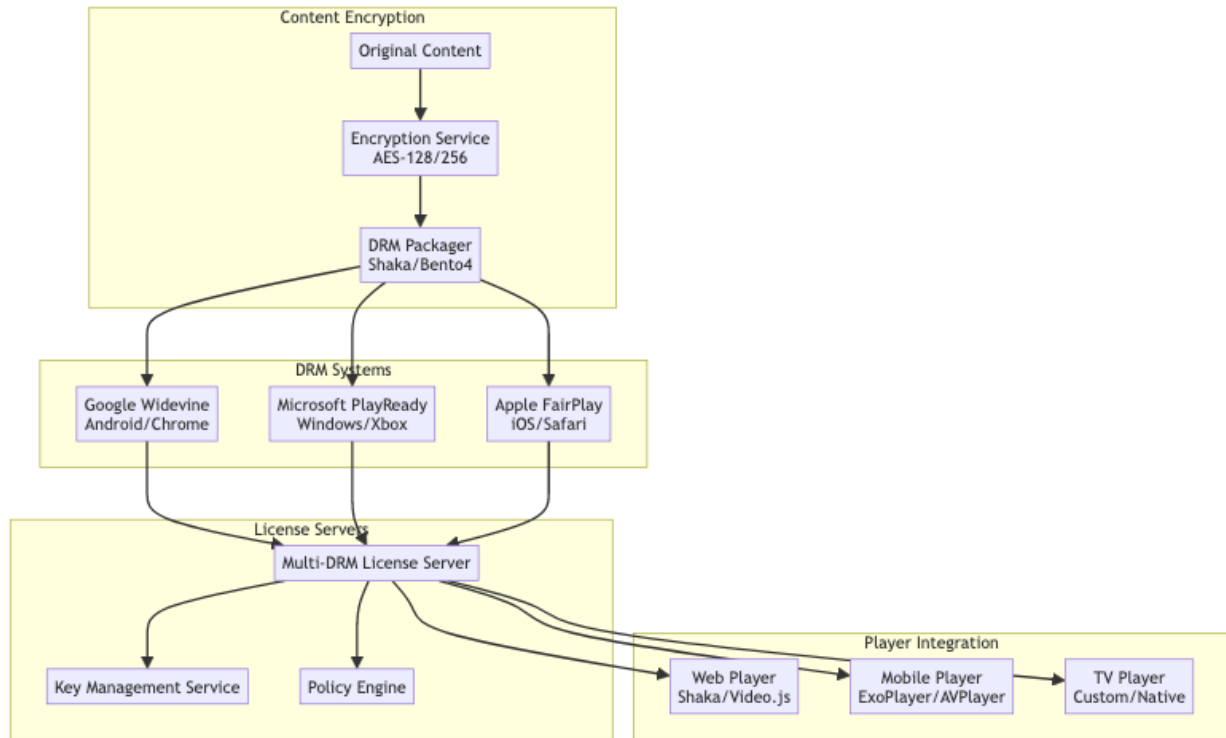 Content Encryption
Original Content
Encryption Service
AES-128/256
DRM Packager
Shaka/Bento4
DRM Systems
Google Widevine
Android/Chrome
Microsoft PlayReady
Windows/Xbox
Apple FairPlay
iOS/Safari
License Servers
Multi-DRM License Server
Key Management Service
Policy Engine
Player Integration
Web Player
Shaka/Video.js
Mobile Player
ExoPlayer/AVPlayer
TV Player
Custom/Native